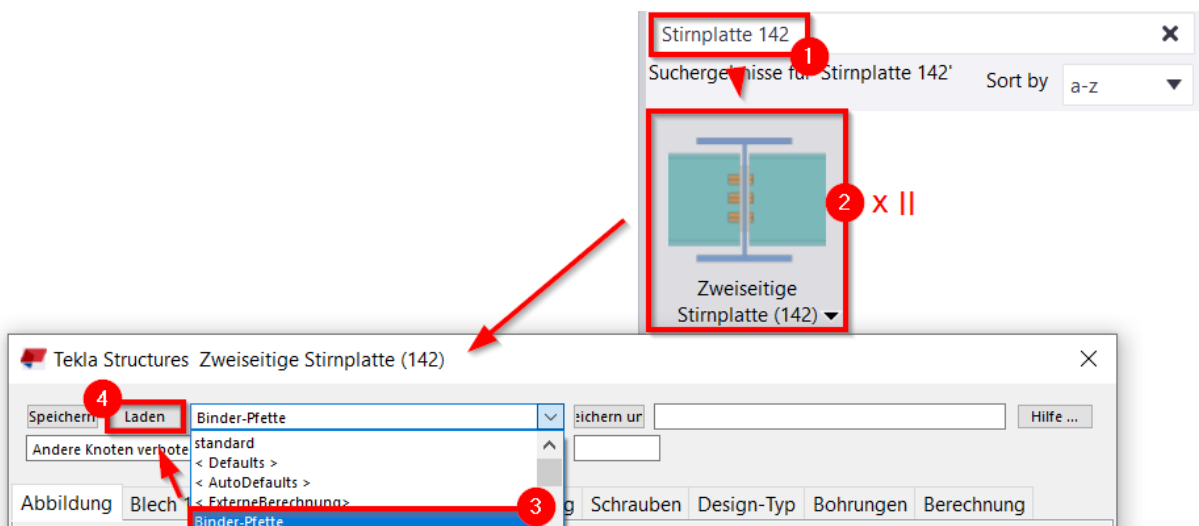 Stirnplatte 142
1
Suchergebnisse für 'Stirnplatte 142'
Sort by
a-z
2 x II
Zweiseitige
Stirnplatte (142)
Tekla Structures Zweiseitige Stirnplatte (142)
4
Speichern Laden Binder-Pfette eichern un Hilfe ...
Andere Knoten verbote
standard
< Defaults >
< AutoDefaults >
< ExterneBerechnung>
3
Binder-Pfette
Abbildung Blech g Schrauben Design-Typ Bohrungen Berechnung